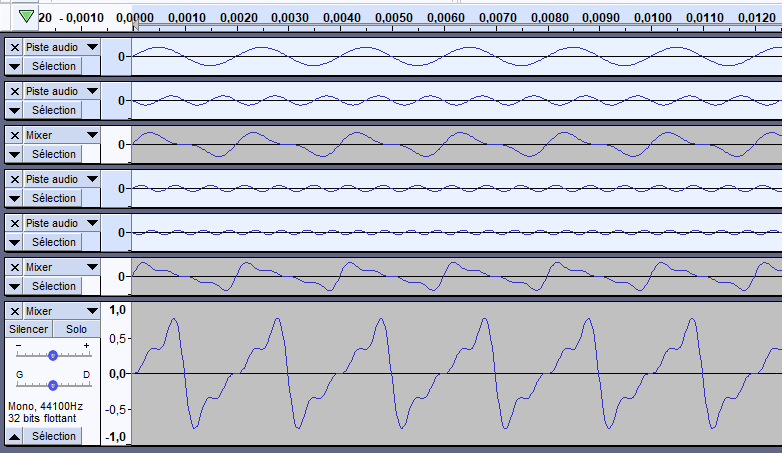 20 - 0,0010 0,0000 0,0010 0,0020 0,0030 0,0040 0,0050 0,0060 0,0070 0,0080 0,0090 0,0100 0,0110 0,0120
× Piste audio ▼ 0
▼ Sélection
× Piste audio ▼ 0
▼ Sélection
× Mixer ▼ 0
▼ Sélection
× Piste audio ▼ 0
▼ Sélection
× Piste audio ▼ 0
▼ Sélection
× Mixer ▼ 0
▼ Sélection
× Mixer ▼ 1,0
Silencer Solo
0,5
- +
G D 0,0
Mono, 44100Hz -0,5
32 bits flottant
▲ Sélection -1,0